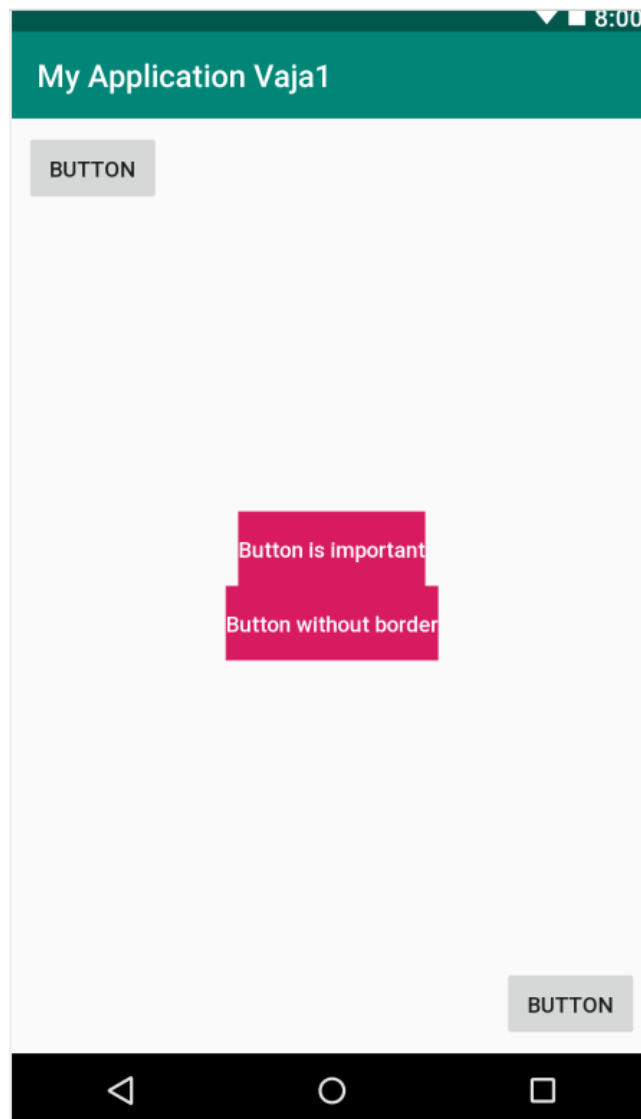 8:00
My Application Vaja1
BUTTON
Button is important
Button without border
BUTTON